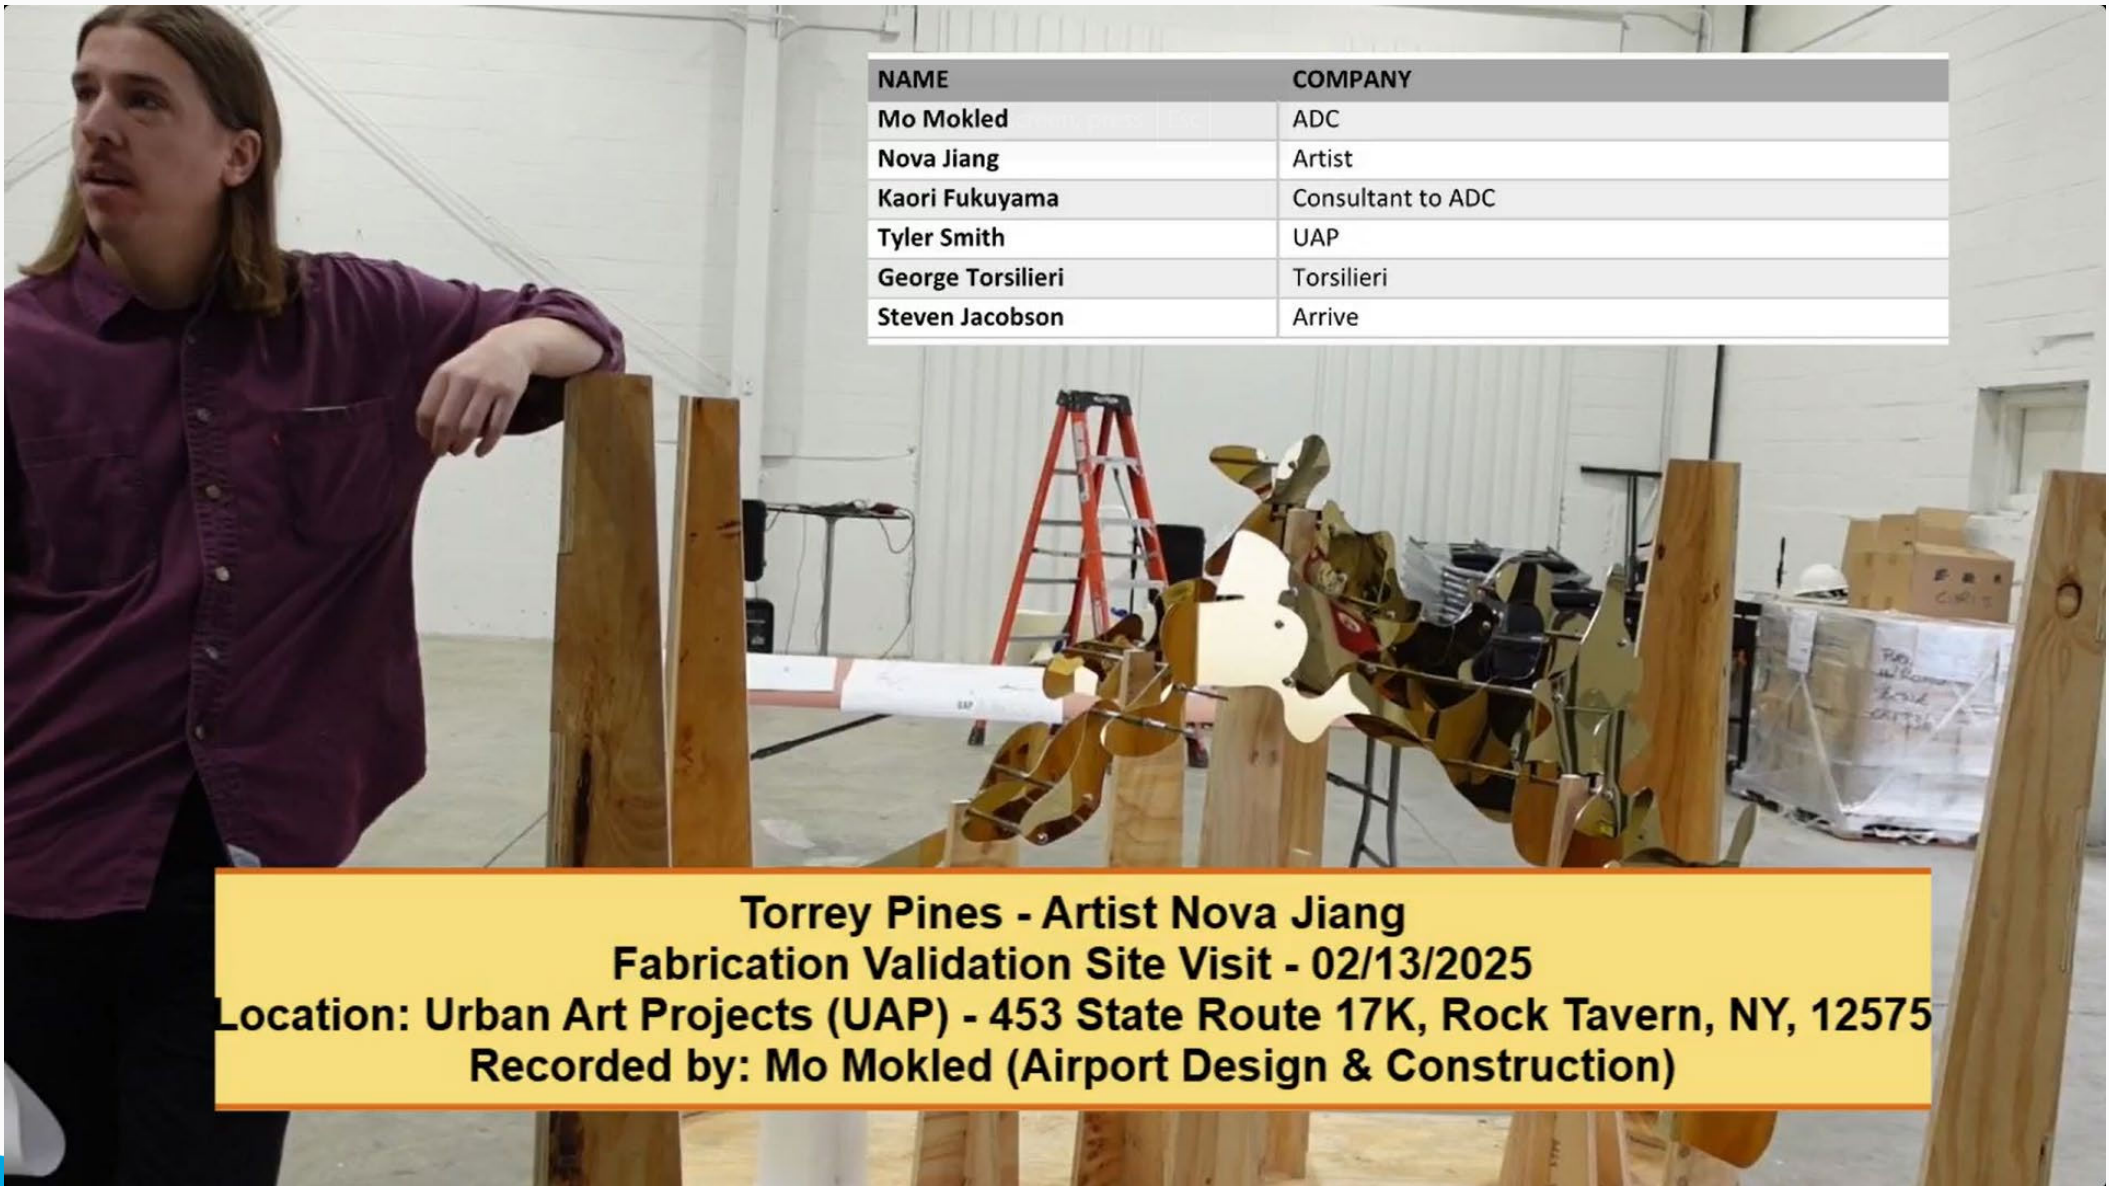 NAME COMPANY
Mo Mokled ADC
Nova Jiang Artist
Kaori Fukuyama Consultant to ADC
Tyler Smith UAP
George Torsilieri Torsilieri
Steven Jacobson Arrive
UAP
Torrey Pines - Artist Nova Jiang
Fabrication Validation Site Visit - 02/13/2025
Location: Urban Art Projects (UAP) - 453 State Route 17K, Rock Tavern, NY, 12575
Recorded by: Mo Mokled (Airport Design & Construction)